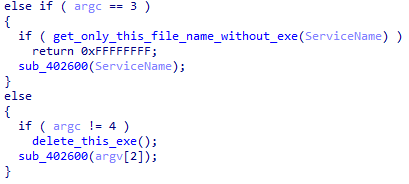 else if ( argc == 3 )
{
if ( get_only_this_file_name_without_exe(ServiceName) )
return 0xFFFFFFFF;
sub_402600(ServiceName);
}
else
{
if ( argc != 4 )
delete_this_exe();
sub_402600(argv[2]);
}